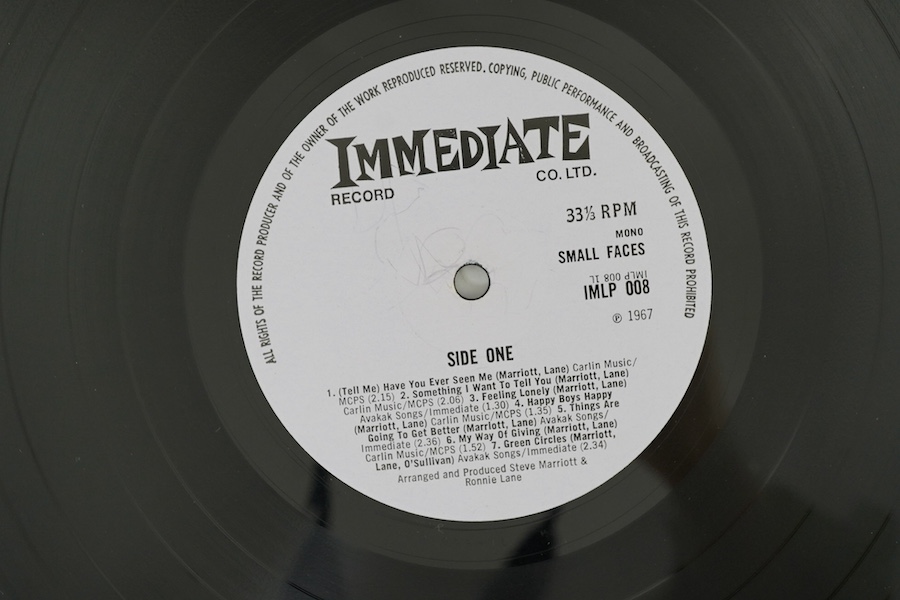 ALL RIGHTS OF THE RECORD PRODUCER AND OF THE OWNER OF THE WORK REPRODUCED RESERVED. COPYING, PUBLIC PERFORMANCE AND BROADCASTING OF THIS RECORD PROHIBITED
IMMEDIATE
RECORD CO. LTD.
33⅓ RPM
MONO
SMALL FACES
IMLP 008 1L
IMLP 008
℗ 1967
SIDE ONE
1. (Tell Me) Have You Ever Seen Me (Marriott, Lane) Carlin Music/
MCPS (2.15) 2. Something I Want To Tell You (Marriott, Lane)
Carlin Music/MCPS (2.06) 3. Feeling Lonely (Marriott, Lane)
Avakak Songs/Immediate (1.30) 4. Happy Boys Happy
(Marriott, Lane) Carlin Music/MCPS (1.35) 5. Things Are
Going To Get Better (Marriott, Lane) Avakak Songs/
Immediate (2.36) 6. My Way Of Giving (Marriott, Lane)
Carlin Music/MCPS (1.52) 7. Green Circles (Marriott,
Lane, O'Sullivan) Avakak Songs/Immediate (2.34)
Arranged and Produced Steve Marriott &
Ronnie Lane